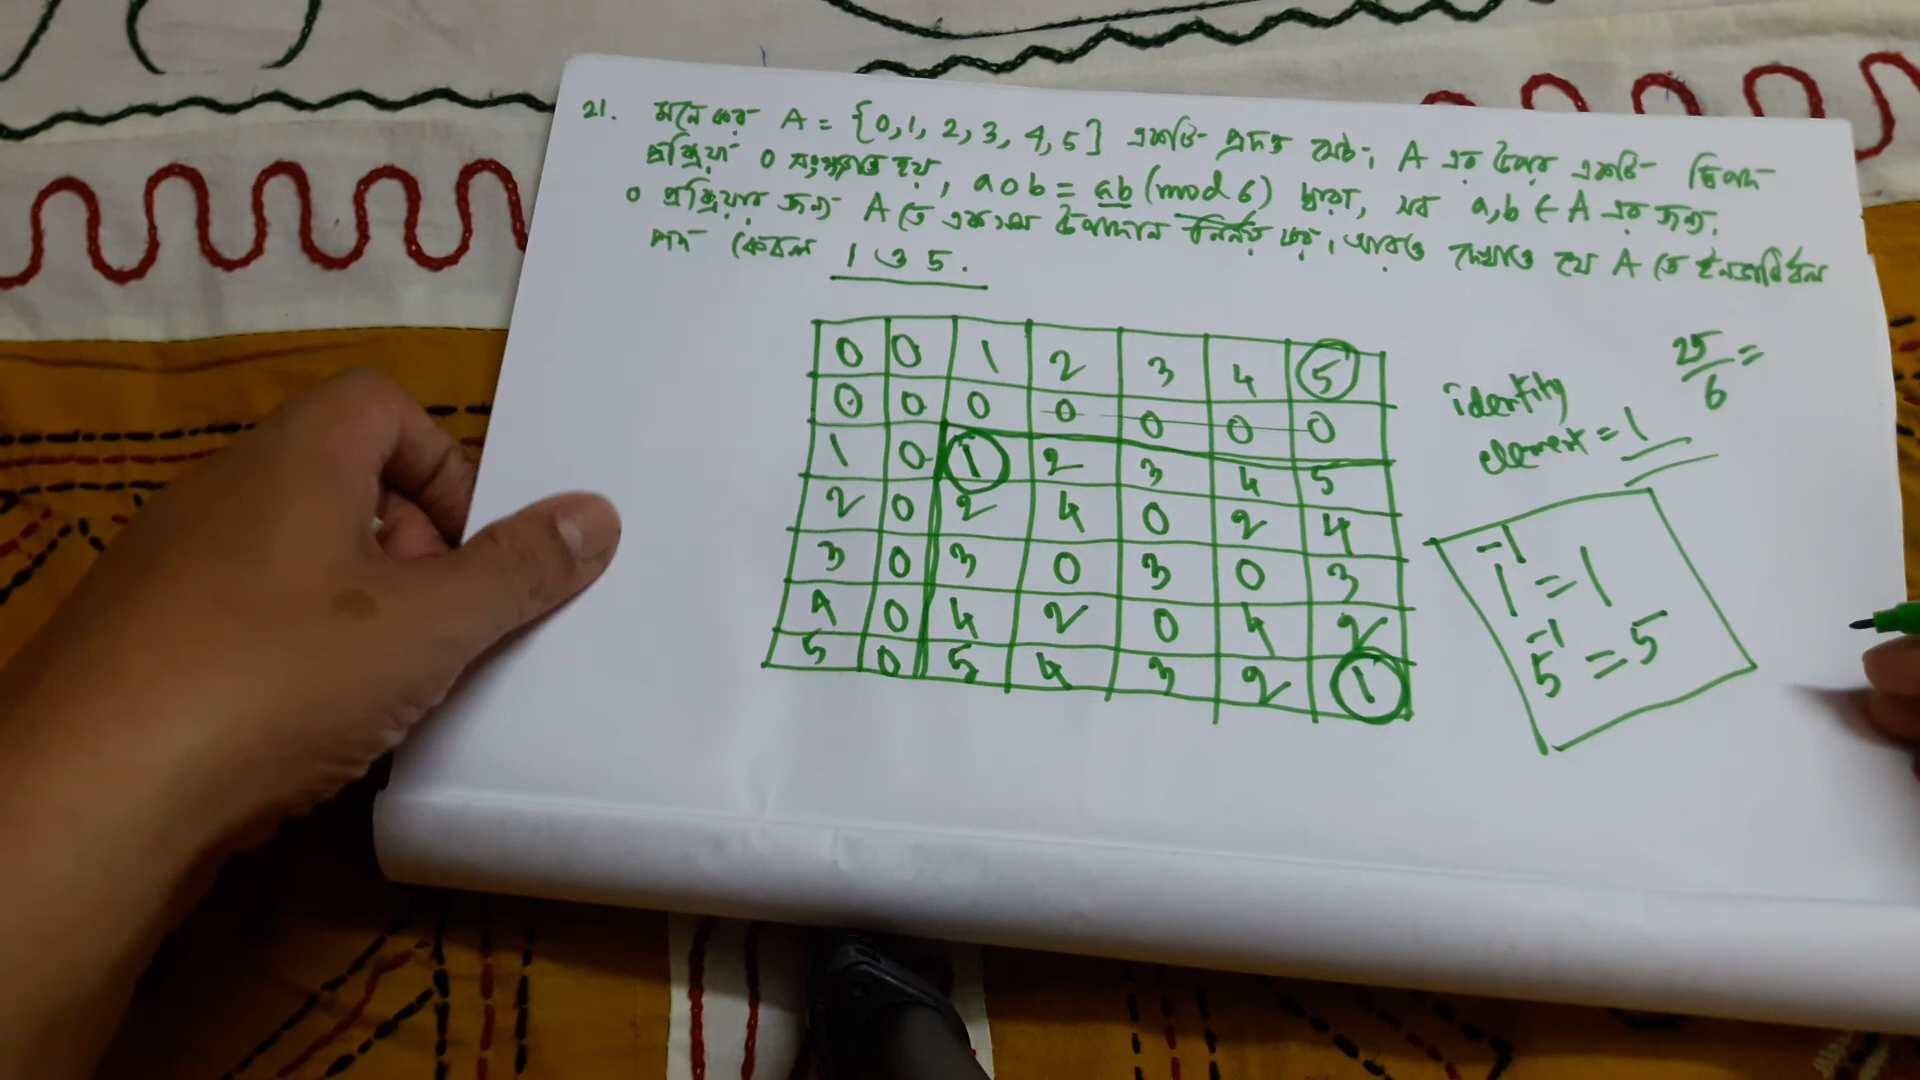 21. মনে কর A = {0, 1, 2, 3, 4, 5} একটি প্রদত্ত সেট। A এর উপর একটি দ্বিপদ
প্রক্রিয়া o সংজ্ঞায়িত হয়, aob = ab (mod 6) দ্বারা, সব a, b ∈ A এর জন্য।
o প্রক্রিয়ার জন্য A তে একসম উপাদান নির্ণয় কর। আরও দেখাও যে A তে ইনভার্টিবল
পদ কেবল 1 ও 5.
0 0 1 2 3 4 5
0 0 0 0 0 0 0
1 0 1 2 3 4 5
2 0 2 4 0 2 4
3 0 3 0 3 0 3
4 0 4 2 0 4 2
5 0 5 4 3 2 1
25/6 =
identity
element = 1
1⁻¹ = 1
5⁻¹ = 5